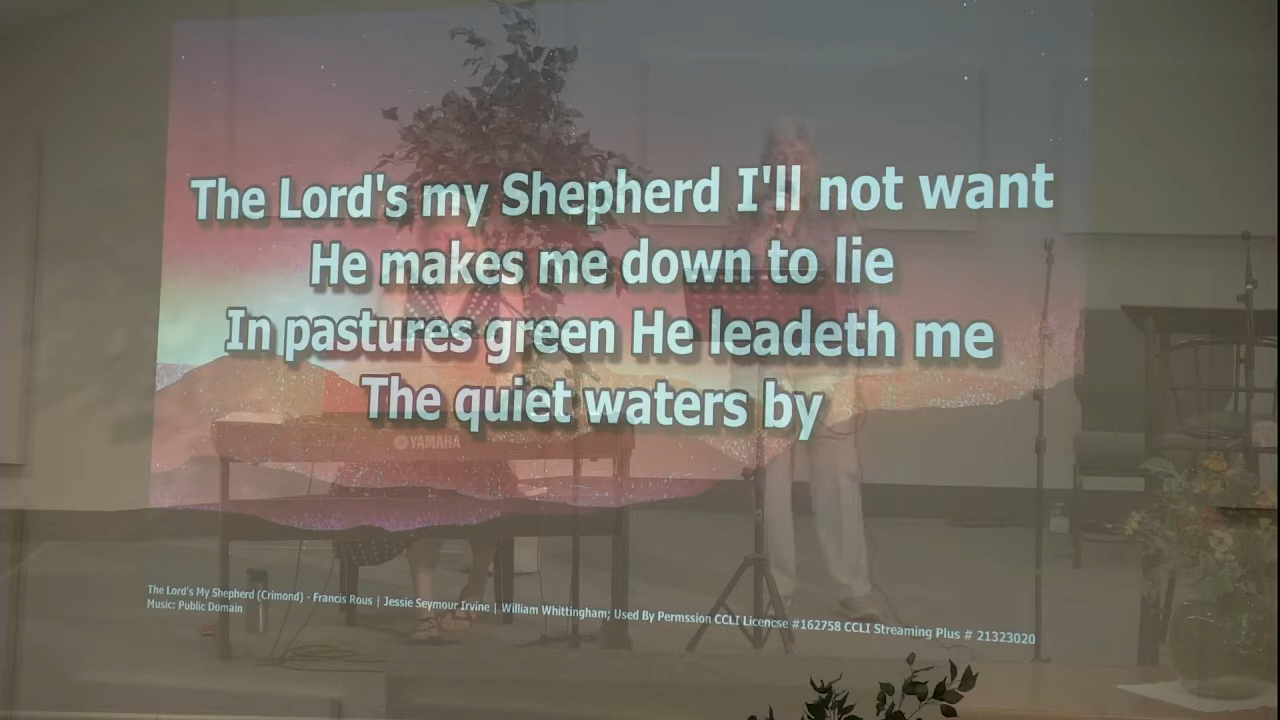 The Lord's my Shepherd I'll not want
He makes me down to lie
In pastures green He leadeth me
The quiet waters by
YAMAHA
The Lord's My Shepherd (Crimond) - Francis Rous | Jessie Seymour Irvine | William Whittingham; Used By Permssion CCLI Licencse #162758 CCLI Streaming Plus # 21323020
Music: Public Domain